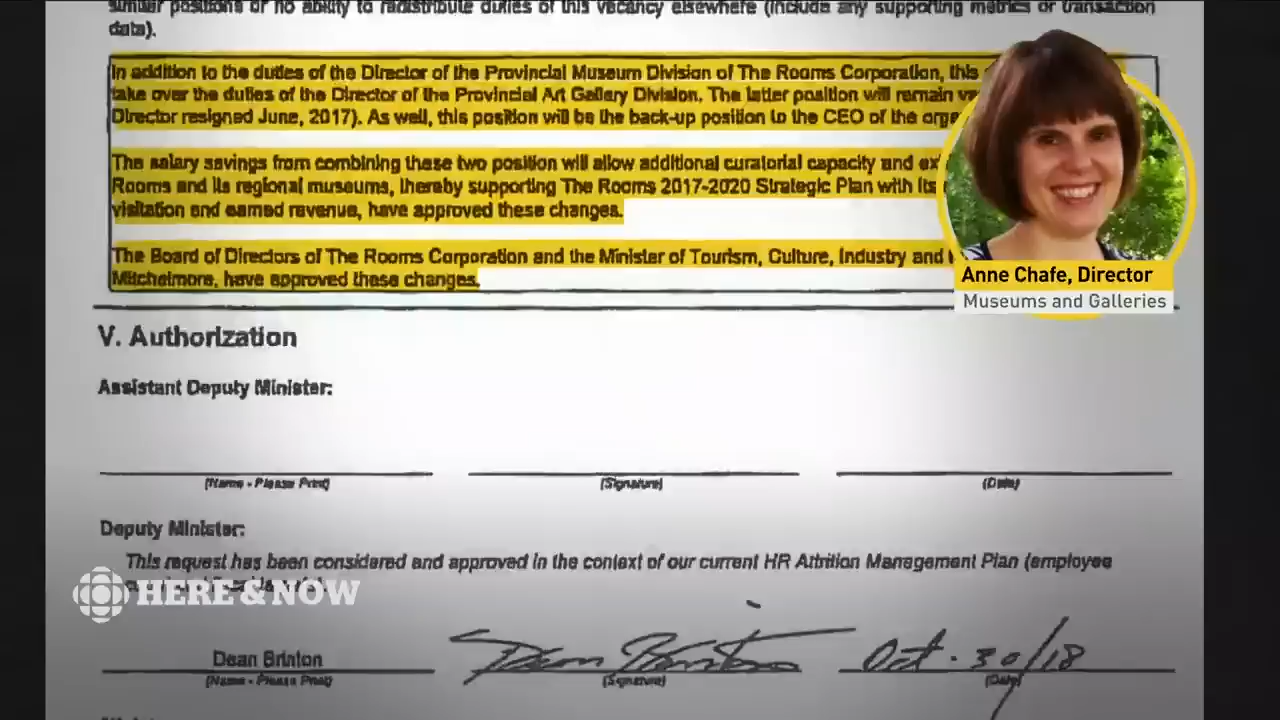 similar positions or no ability to redistribute duties of this vacancy elsewhere (include any supporting metrics or transaction
data).
In addition to the duties of the Director of the Provincial Museum Division of The Rooms Corporation, this
take over the duties of the Director of the Provincial Art Gallery Division. The latter position will remain
Director resigned June, 2017). As well, this position will be the back-up position to the CEO of the
The salary savings from combining these two position will allow additional curatorial capacity and
Rooms and its regional museums, thereby supporting The Rooms 2017-2020 Strategic Plan with its
visitation and earned revenue, have approved these changes.
The Board of Directors of The Rooms Corporation and the Minister of Tourism, Culture, Industry and
Mitchelmore, have approved these changes.
Anne Chafe, Director
Museums and Galleries
V. Authorization
Assistant Deputy Minister:
(Name - Please Print) (Signature) (Date)
Deputy Minister:
This request has been considered and approved in the context of our current HR Attrition Management Plan (employee
HERE & NOW
Dean Brinton Dean Brinton Oct. 30/18
(Name - Please Print) (Signature) (Date)